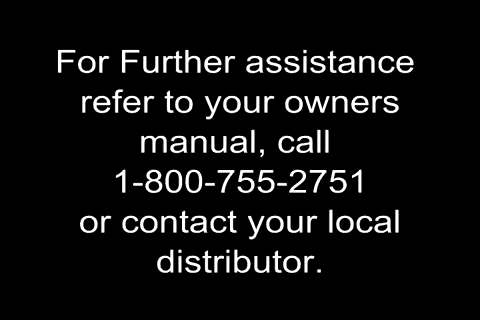 For Further assistance
refer to your owners
manual, call
1-800-755-2751
or contact your local
distributor.